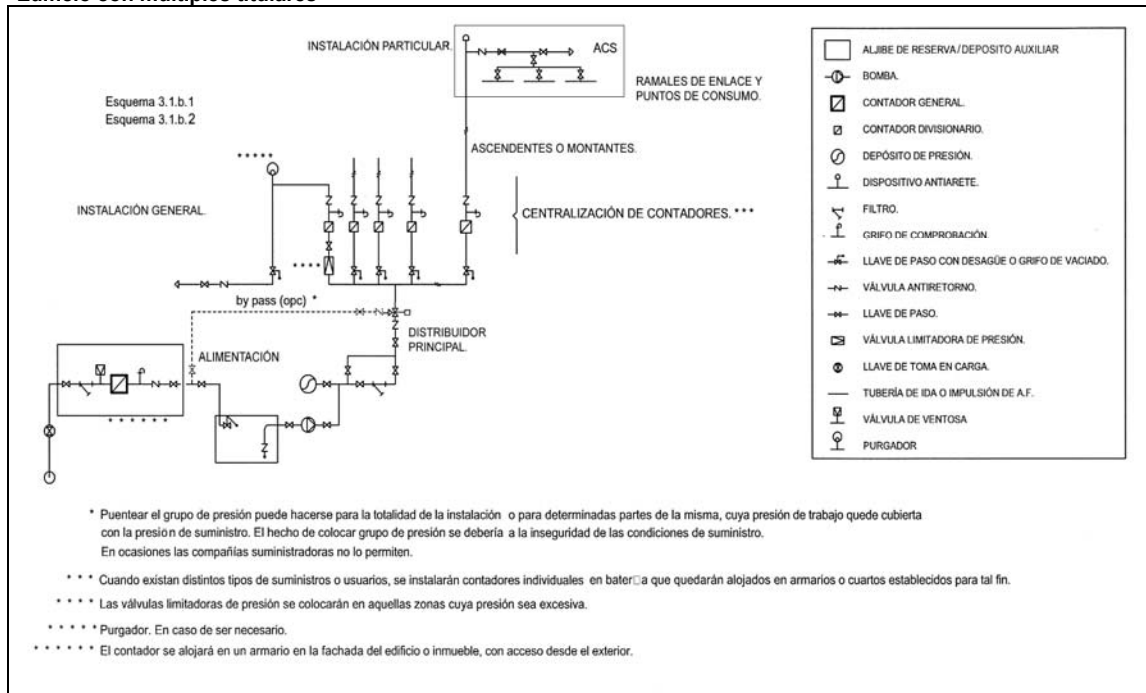 Edificio con múltiples titulares
INSTALACIÓN PARTICULAR.
ACS
RAMALES DE ENLACE Y
PUNTOS DE CONSUMO.
Esquema 3.1.b.1
Esquema 3.1.b.2
ASCENDENTES O MONTANTES.
* * * * *
INSTALACIÓN GENERAL.
CENTRALIZACIÓN DE CONTADORES. * * *
* * * *
by pass (opc) *
DISTRIBUIDOR
PRINCIPAL.
ALIMENTACIÓN
* * * * * *
ALJIBE DE RESERVA/DEPOSITO AUXILIAR
BOMBA.
CONTADOR GENERAL.
CONTADOR DIVISIONARIO.
DEPÓSITO DE PRESIÓN.
DISPOSITIVO ANTIARETE.
FILTRO.
GRIFO DE COMPROBACIÓN.
LLAVE DE PASO CON DESAGÜE O GRIFO DE VACIADO.
VÁLVULA ANTIRETORNO.
LLAVE DE PASO.
VÁLVULA LIMITADORA DE PRESIÓN.
LLAVE DE TOMA EN CARGA.
TUBERÍA DE IDA O IMPULSIÓN DE A.F.
VÁLVULA DE VENTOSA
PURGADOR
* Puentear el grupo de presión puede hacerse para la totalidad de la instalación o para determinadas partes de la misma, cuya presión de trabajo quede cubierta
con la presion de suministro. El hecho de colocar grupo de presión se debería a la inseguridad de las condiciones de suministro.
En ocasiones las compañías suministradoras no lo permiten.
* * * Cuando existan distintos tipos de suministros o usuarios, se instalarán contadores individuales en bater□a que quedarán alojados en armarios o cuartos establecidos para tal fin.
* * * * Las válvulas limitadoras de presión se colocarán en aquellas zonas cuya presión sea excesiva.
* * * * * Purgador. En caso de ser necesario.
* * * * * * El contador se alojará en un armario en la fachada del edificio o inmueble, con acceso desde el exterior.